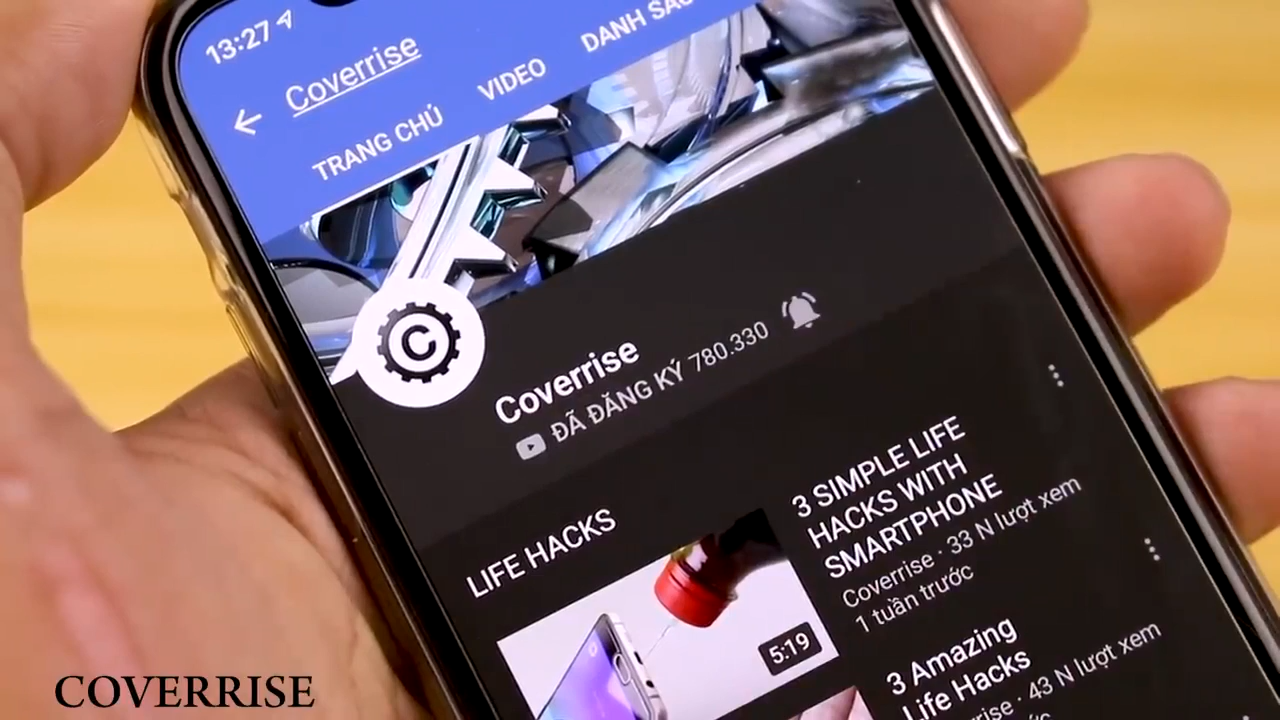 13:27
Coverrise
TRANG CHỦ
VIDEO
DANH SÁC
C
Coverrise
ĐÃ ĐĂNG KÝ 780.330
LIFE HACKS
3 SIMPLE LIFE
HACKS WITH
SMARTPHONE
Coverrise · 33 N lượt xem
1 tuần trước
5:19
3 Amazing
Life Hacks
rise · 43 N lượt xem
COVERRISE